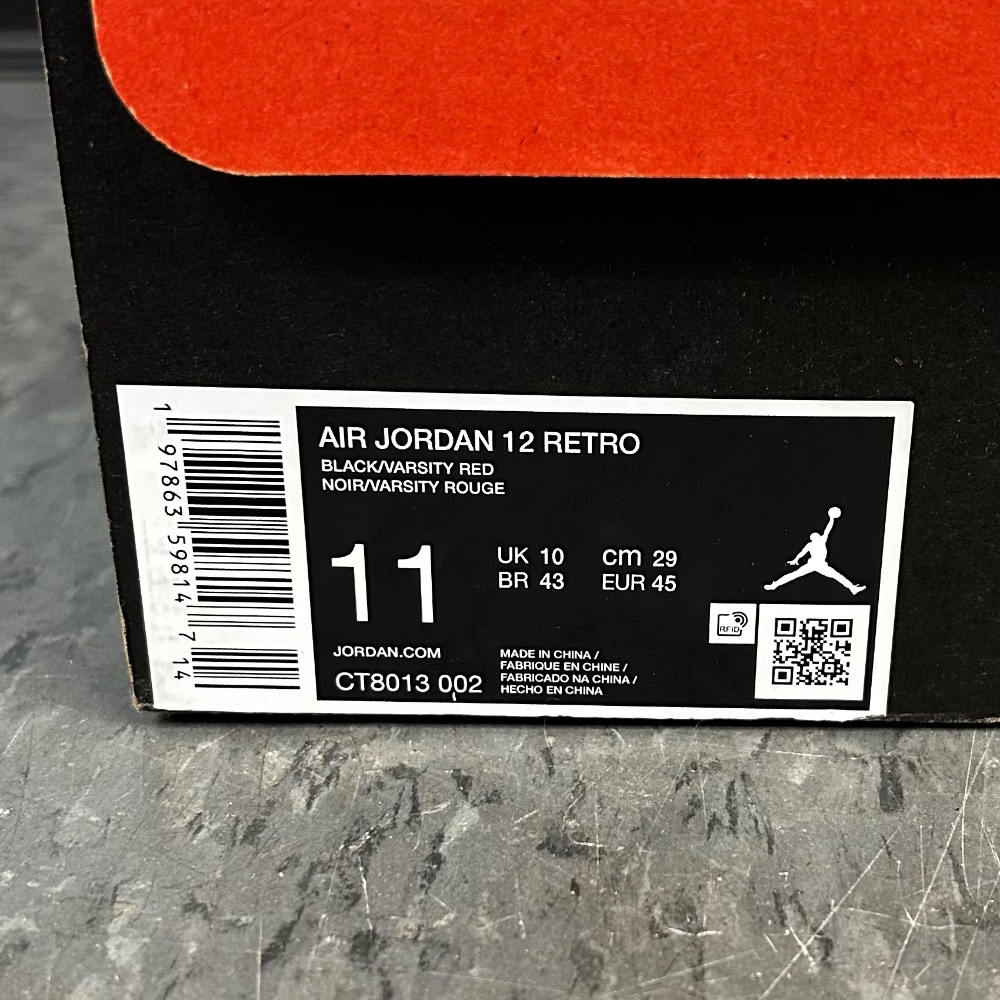 AIR JORDAN 12 RETRO
BLACK/VARSITY RED
NOIR/VARSITY ROUGE
11
UK 10 cm 29
BR 43 EUR 45
JORDAN.COM
CT8013 002
MADE IN CHINA /
FABRIQUE EN CHINE /
FABRICADO NA CHINA /
HECHO EN CHINA
RFID
1 97863 59814 7 14